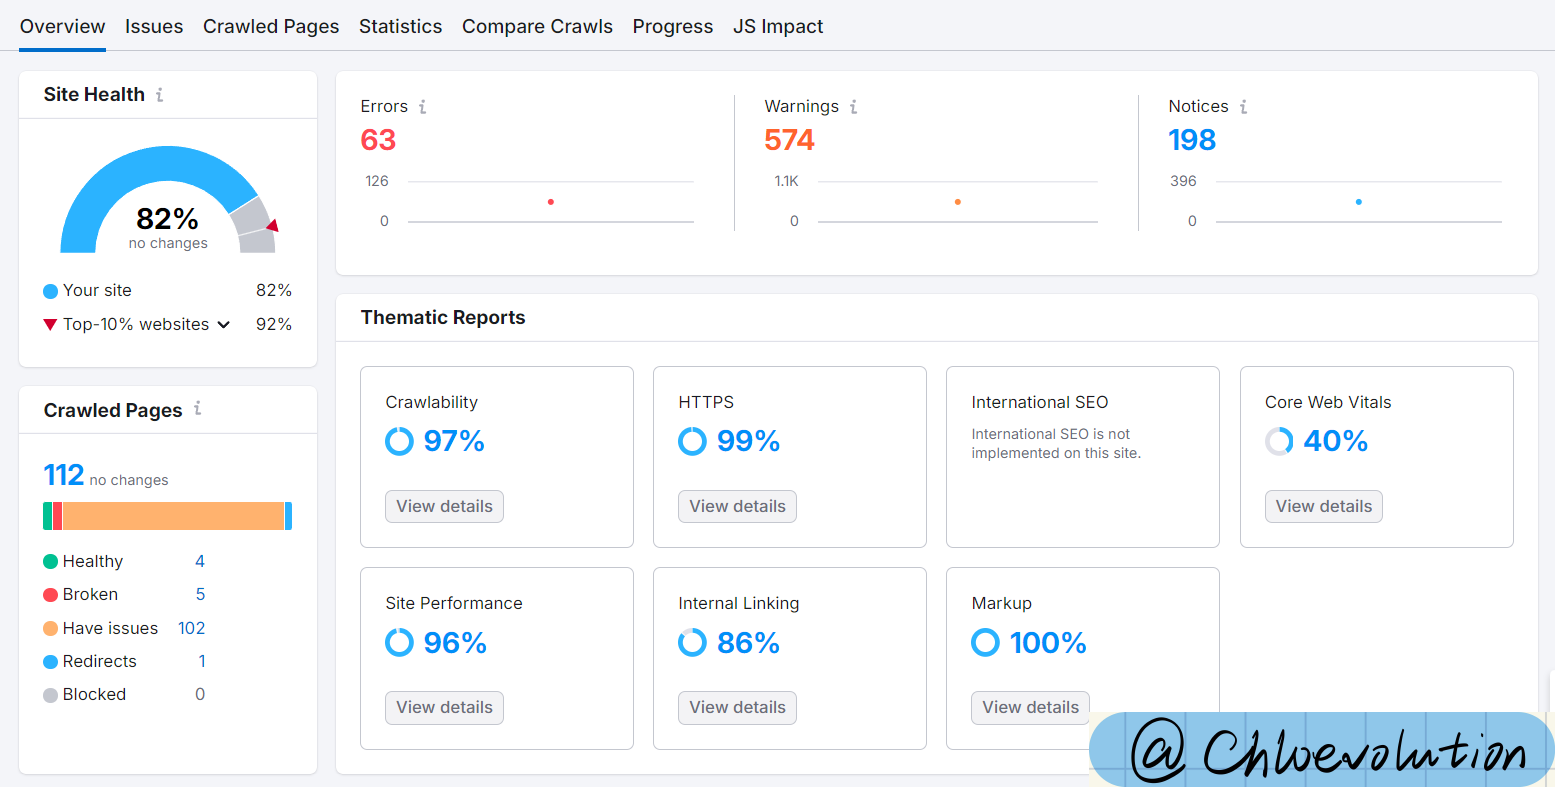 Overview Issues Crawled Pages Statistics Compare Crawls Progress JS Impact
Site Health i
82%
no changes
Your site 82%
Top-10% websites 92%
Errors i
63
126
0
Warnings i
574
1.1K
0
Notices i
198
396
0
Crawled Pages i
112 no changes
Healthy 4
Broken 5
Have issues 102
Redirects 1
Blocked 0
Thematic Reports
Crawlability
97%
View details
HTTPS
99%
View details
International SEO
International SEO is not
implemented on this site.
Core Web Vitals
40%
View details
Site Performance
96%
View details
Internal Linking
86%
View details
Markup
100%
View details
@Chloevolution